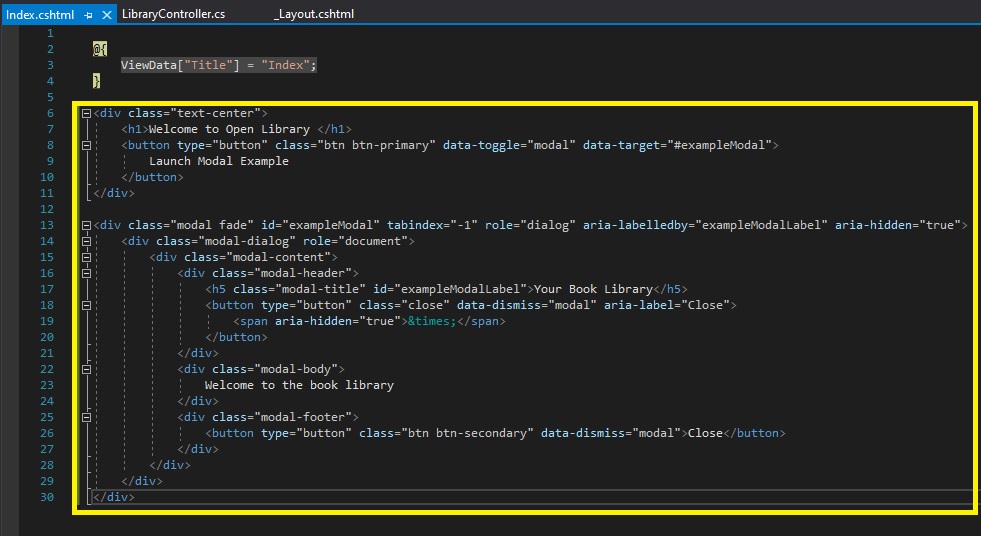 Index.cshtml LibraryController.cs _Layout.cshtml
1
2 @{
3 ViewData["Title"] = "Index";
4 }
5
6 <div class="text-center">
7 <h1>Welcome to Open Library </h1>
8 <button type="button" class="btn btn-primary" data-toggle="modal" data-target="#exampleModal">
9 Launch Modal Example
10 </button>
11 </div>
12
13 <div class="modal fade" id="exampleModal" tabindex="-1" role="dialog" aria-labelledby="exampleModalLabel" aria-hidden="true">
14 <div class="modal-dialog" role="document">
15 <div class="modal-content">
16 <div class="modal-header">
17 <h5 class="modal-title" id="exampleModalLabel">Your Book Library</h5>
18 <button type="button" class="close" data-dismiss="modal" aria-label="Close">
19 <span aria-hidden="true">&times;</span>
20 </button>
21 </div>
22 <div class="modal-body">
23 Welcome to the book library
24 </div>
25 <div class="modal-footer">
26 <button type="button" class="btn btn-secondary" data-dismiss="modal">Close</button>
27 </div>
28 </div>
29 </div>
30 </div>